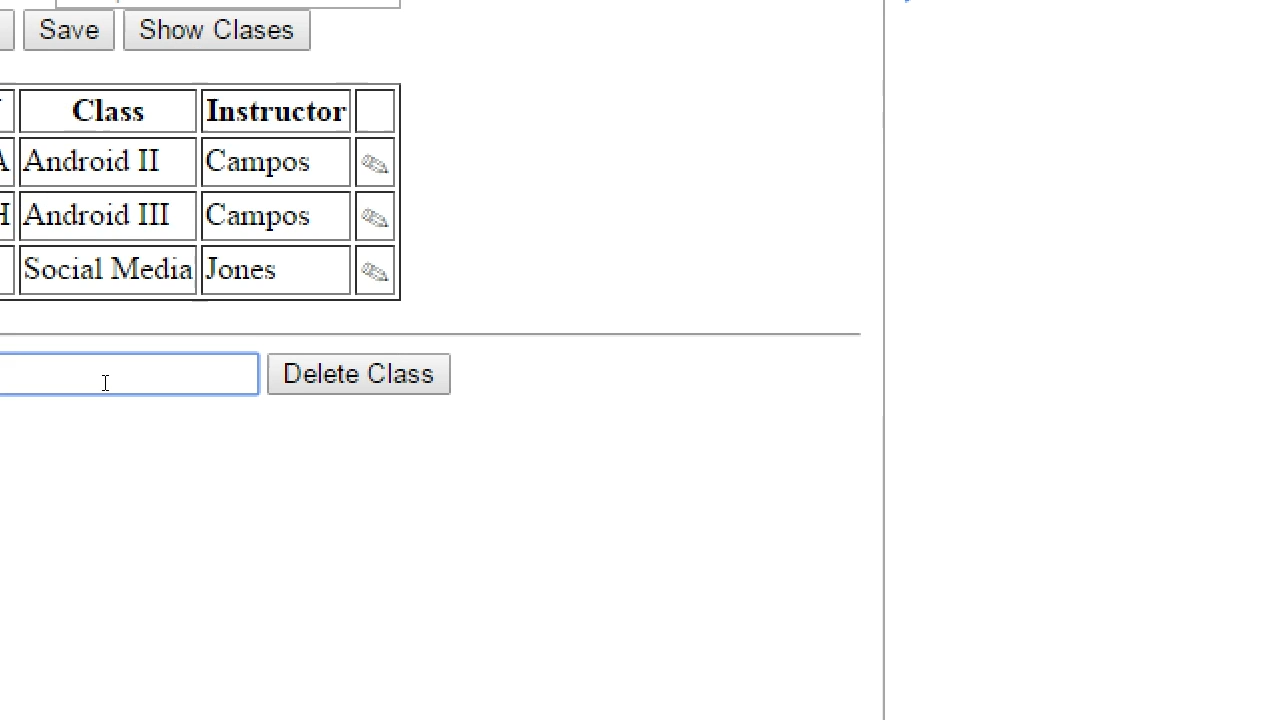 Save Show Clases
Class Instructor
Android II Campos ✏
Android III Campos ✏
Social Media Jones ✏
Delete Class